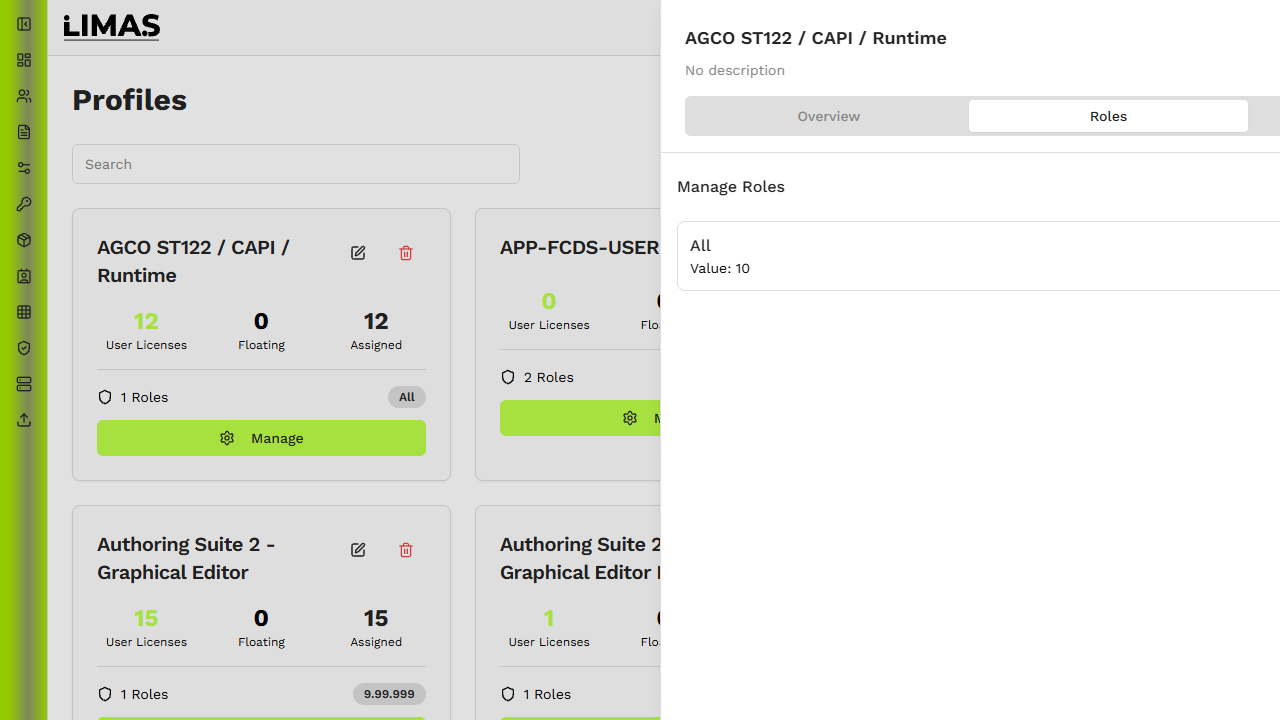 LIMAS
Profiles
Search
AGCO ST122 / CAPI /
Runtime
12
User Licenses
0
Floating
12
Assigned
1 Roles
All
Manage
APP-FCDS-USER
0
User Licenses
2 Roles
Authoring Suite 2 -
Graphical Editor
15
User Licenses
0
Floating
15
Assigned
1 Roles
9.99.999
Authoring Suite 2
Graphical Editor
1
User Licenses
1 Roles
AGCO ST122 / CAPI / Runtime
No description
Overview
Roles
Manage Roles
All
Value: 10